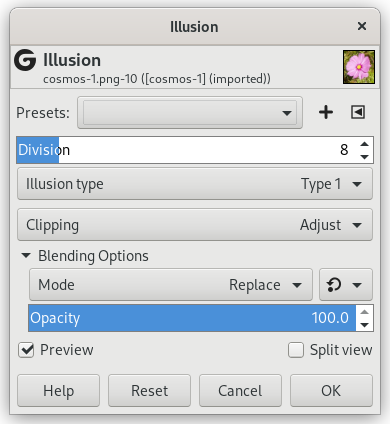 Illusion
Illusion
cosmos-1.png-10 ([cosmos-1] (imported))
Presets:
Division 8
Illusion type Type 1
Clipping Adjust
Blending Options
Mode Replace
Opacity 100.0
Preview Split view
Help Reset Cancel OK